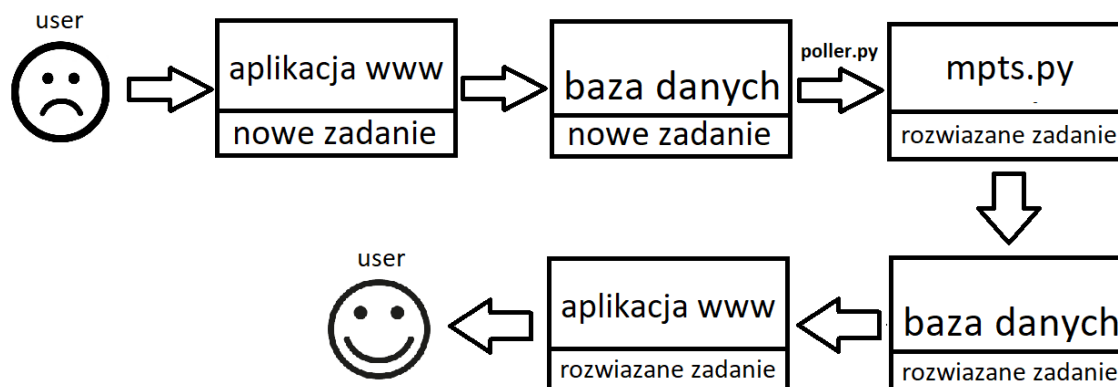 user
aplikacja www
nowe zadanie
baza danych
nowe zadanie
poller.py
mpts.py
rozwiazane zadanie
user
aplikacja www
rozwiazane zadanie
baza danych
rozwiazane zadanie